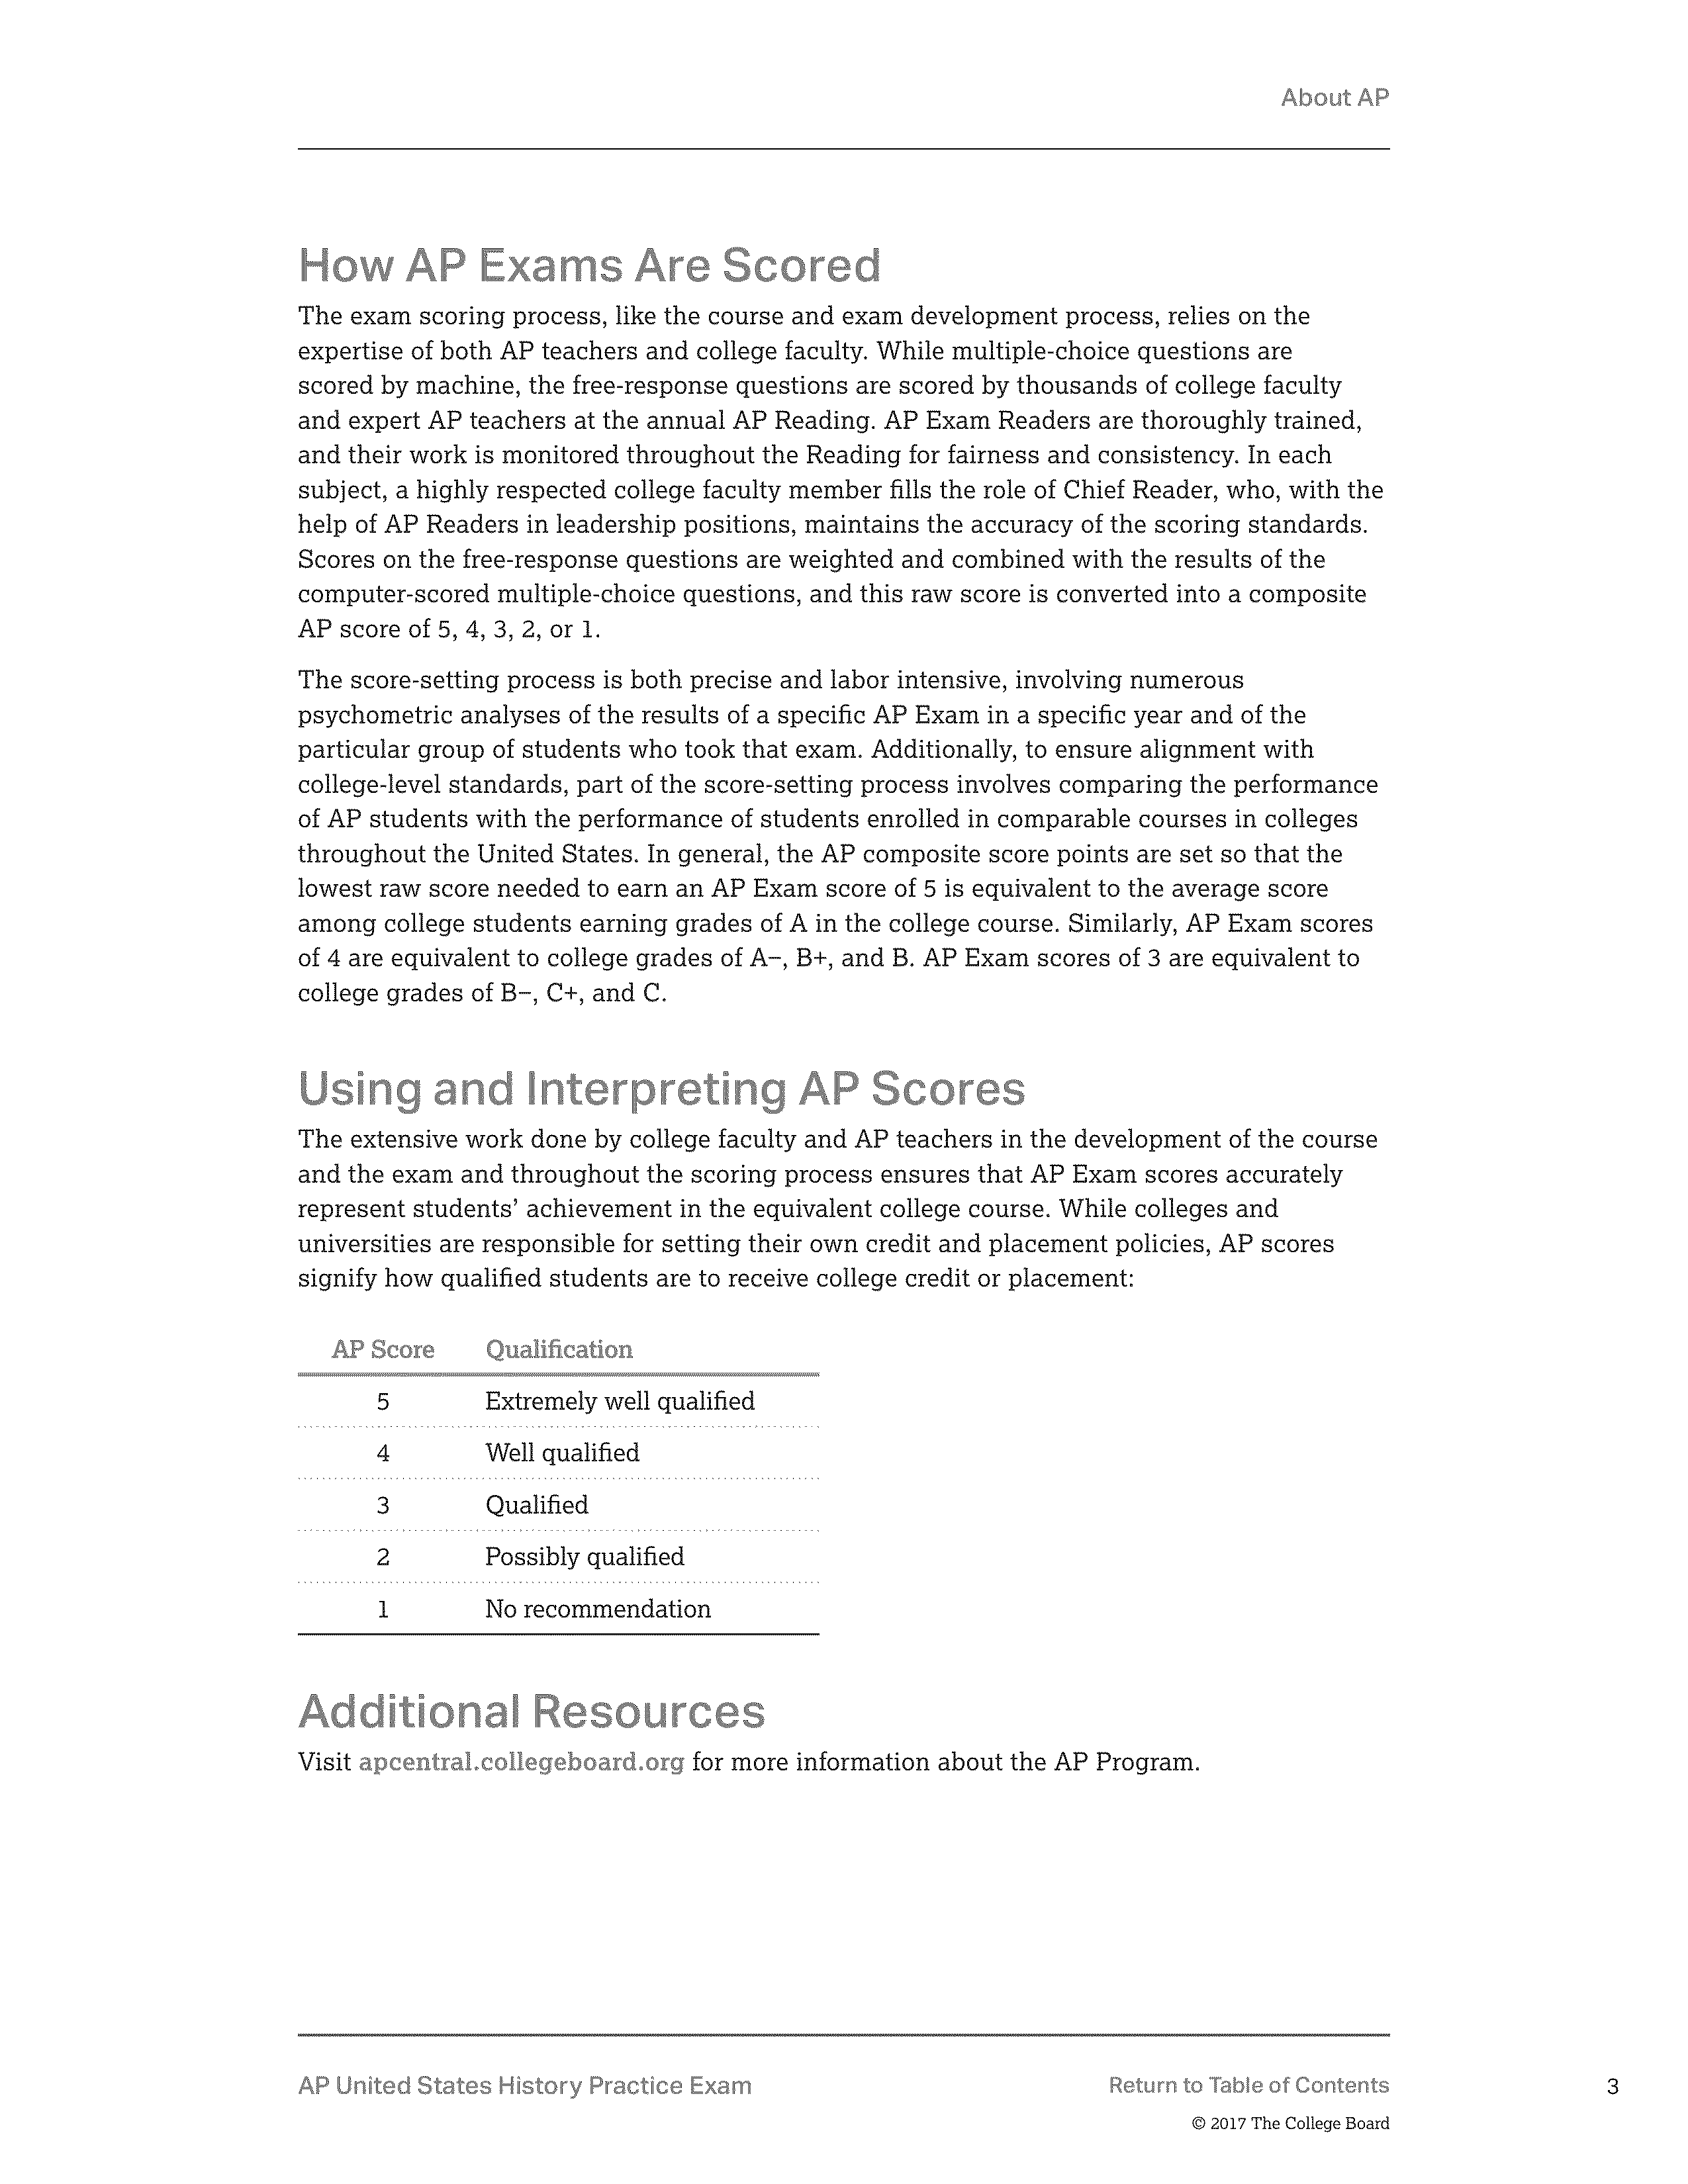 About AP
How AP Exams Are Scored
The exam scoring process, like the course and exam development process, relies on the
expertise of both AP teachers and college faculty. While multiple-choice questions are
scored by machine, the free-response questions are scored by thousands of college faculty
and expert AP teachers at the annual AP Reading. AP Exam Readers are thoroughly trained,
and their work is monitored throughout the Reading for fairness and consistency. In each
subject, a highly respected college faculty member fills the role of Chief Reader, who, with the
help of AP Readers in leadership positions, maintains the accuracy of the scoring standards.
Scores on the free-response questions are weighted and combined with the results of the
computer-scored multiple-choice questions, and this raw score is converted into a composite
AP score of 5, 4, 3, 2, or 1.
The score-setting process is both precise and labor intensive, involving numerous
psychometric analyses of the results of a specific AP Exam in a specific year and of the
particular group of students who took that exam. Additionally, to ensure alignment with
college-level standards, part of the score-setting process involves comparing the performance
of AP students with the performance of students enrolled in comparable courses in colleges
throughout the United States. In general, the AP composite score points are set so that the
lowest raw score needed to earn an AP Exam score of 5 is equivalent to the average score
among college students earning grades of A in the college course. Similarly, AP Exam scores
of 4 are equivalent to college grades of A−, B+, and B. AP Exam scores of 3 are equivalent to
college grades of B−, C+, and C.
Using and Interpreting AP Scores
The extensive work done by college faculty and AP teachers in the development of the course
and the exam and throughout the scoring process ensures that AP Exam scores accurately
represent students’ achievement in the equivalent college course. While colleges and
universities are responsible for setting their own credit and placement policies, AP scores
signify how qualified students are to receive college credit or placement:
AP Score Qualification
5 Extremely well qualified
4 Well qualified
3 Qualified
2 Possibly qualified
1 No recommendation
Additional Resources
Visit apcentral.collegeboard.org for more information about the AP Program.
AP United States History Practice Exam Return to Table of Contents 3
© 2017 The College Board